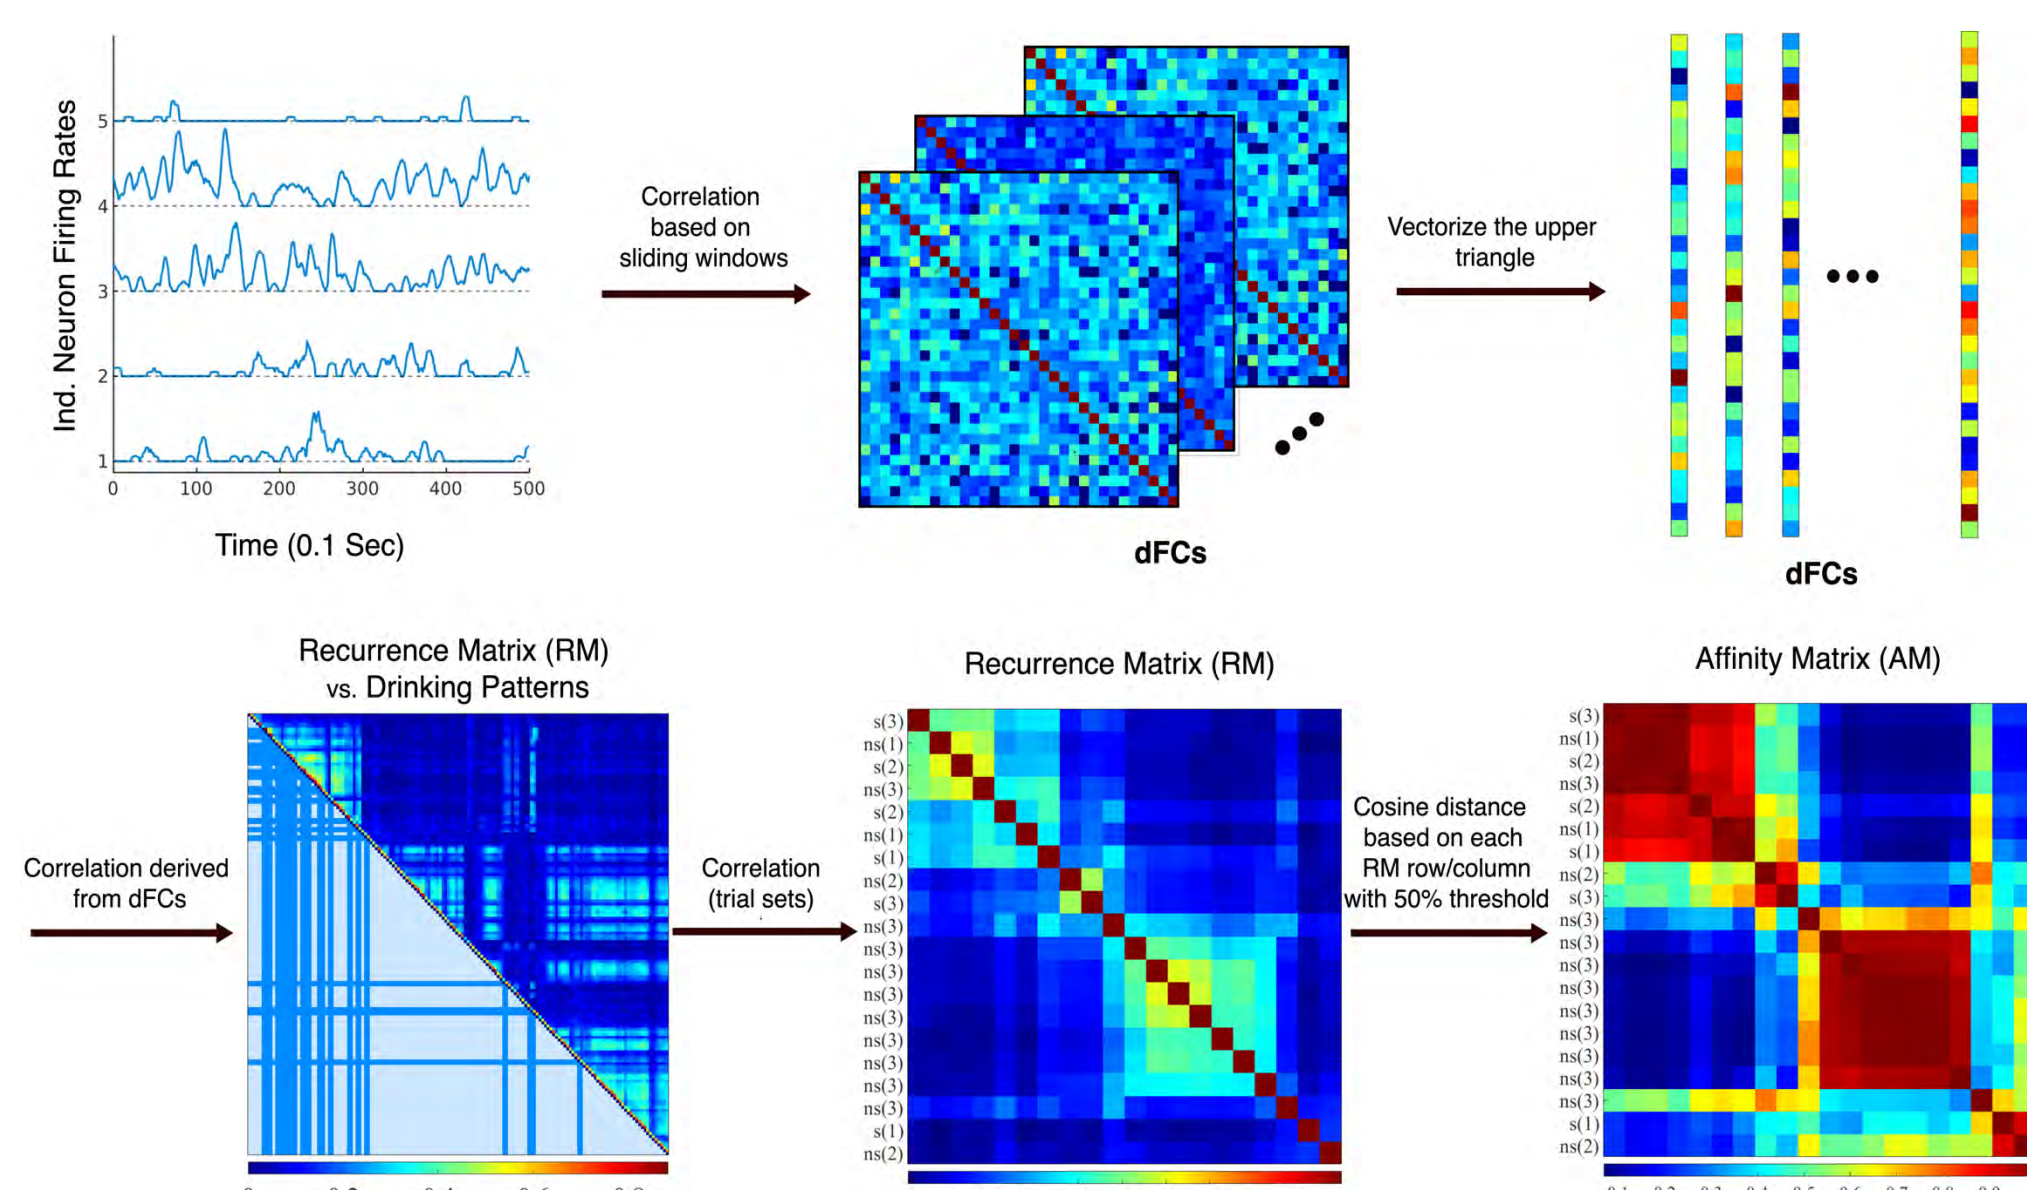 Ind. Neuron Firing Rates
5
4
3
2
1
0 100 200 300 400 500
Time (0.1 Sec)
Correlation
based on
sliding windows
dFCs
Vectorize the upper
triangle
dFCs
Correlation derived
from dFCs
Recurrence Matrix (RM)
vs. Drinking Patterns
Correlation
(trial sets)
Recurrence Matrix (RM)
s(3)
ns(1)
s(2)
ns(3)
s(2)
ns(1)
s(1)
ns(2)
s(3)
ns(3)
ns(3)
ns(3)
ns(3)
ns(3)
ns(3)
ns(3)
ns(3)
ns(3)
s(1)
ns(2)
Cosine distance
based on each
RM row/column
with 50% threshold
Affinity Matrix (AM)
s(3)
ns(1)
s(2)
ns(3)
s(2)
ns(1)
s(1)
ns(2)
s(3)
ns(3)
ns(3)
ns(3)
ns(3)
ns(3)
ns(3)
ns(3)
ns(3)
ns(3)
s(1)
ns(2)